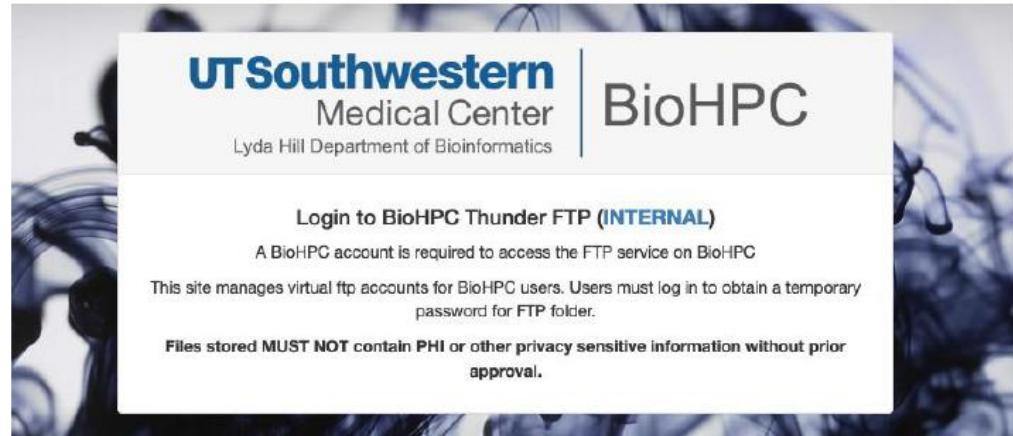 UTSouthwestern
Medical Center
Lyda Hill Department of Bioinformatics
BioHPC
Login to BioHPC Thunder FTP (INTERNAL)
A BioHPC account is required to access the FTP service on BioHPC
This site manages virtual ftp accounts for BioHPC users. Users must log in to obtain a temporary
password for FTP folder.
Files stored MUST NOT contain PHI or other privacy sensitive information without prior
approval.